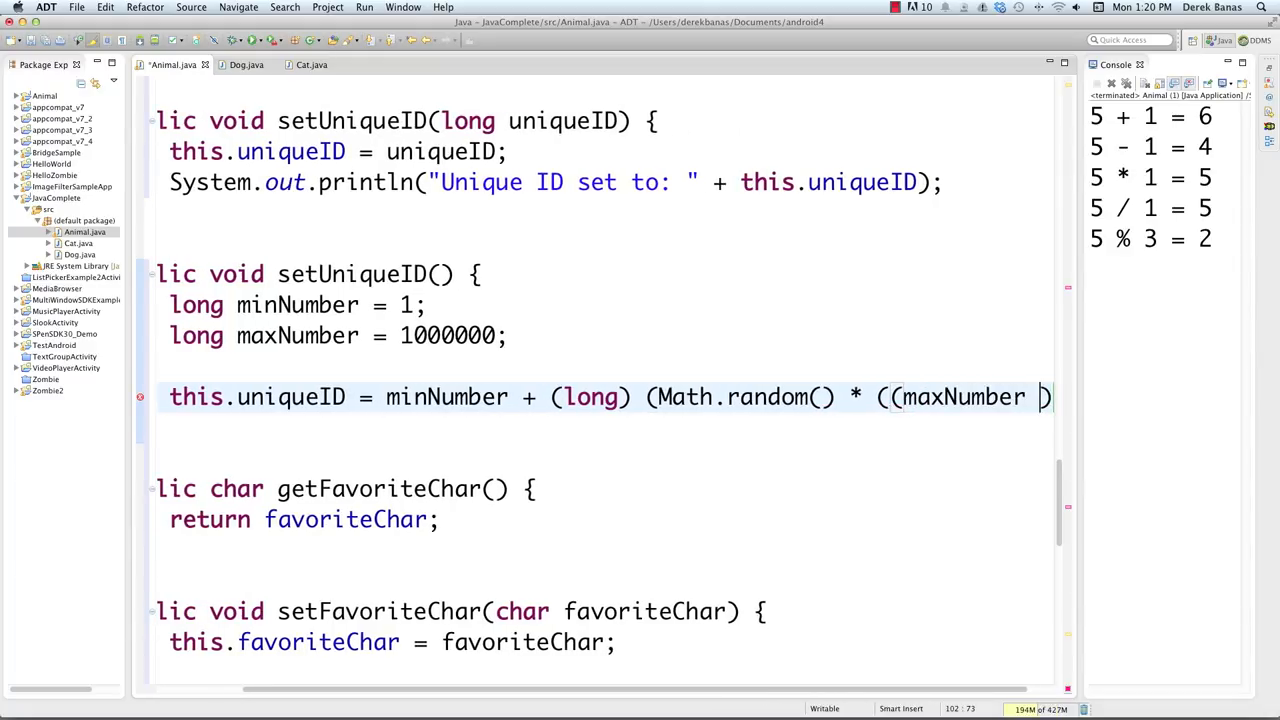 ADT File Edit Refactor Source Navigate Search Project Run Window Help 10 Mon 1:20 PM Derek Banas
Java - JavaComplete/src/Animal.java - ADT - /Users/derekbanas/Documents/android4
Quick Access Java DDMS
Package Exp
*Animal.java Dog.java Cat.java
Console
<terminated> Animal (1) [Java Application] /S
Animal
appcompat_v7
appcompat_v7_2
appcompat_v7_3
appcompat_v7_4
BridgeSample
HelloWorld
HelloZombie
ImageFilterSampleApp
JavaComplete
src
(default package)
Animal.java
Cat.java
Dog.java
JRE System Library [Ja
ListPickerExample2Activi
MediaBrowser
MultiWindowSDKExample
MusicPlayerActivity
SlookActivity
SPenSDK30_Demo
TestAndroid
TextGroupActivity
VideoPlayerActivity
Zombie
Zombie2
lic void setUniqueID(long uniqueID) {
this.uniqueID = uniqueID;
System.out.println("Unique ID set to: " + this.uniqueID);
lic void setUniqueID() {
long minNumber = 1;
long maxNumber = 1000000;
this.uniqueID = minNumber + (long) (Math.random() * ((maxNumber )
lic char getFavoriteChar() {
return favoriteChar;
lic void setFavoriteChar(char favoriteChar) {
this.favoriteChar = favoriteChar;
5 + 1 = 6
5 - 1 = 4
5 * 1 = 5
5 / 1 = 5
5 % 3 = 2
Writable Smart Insert 102 : 73 194M of 427M